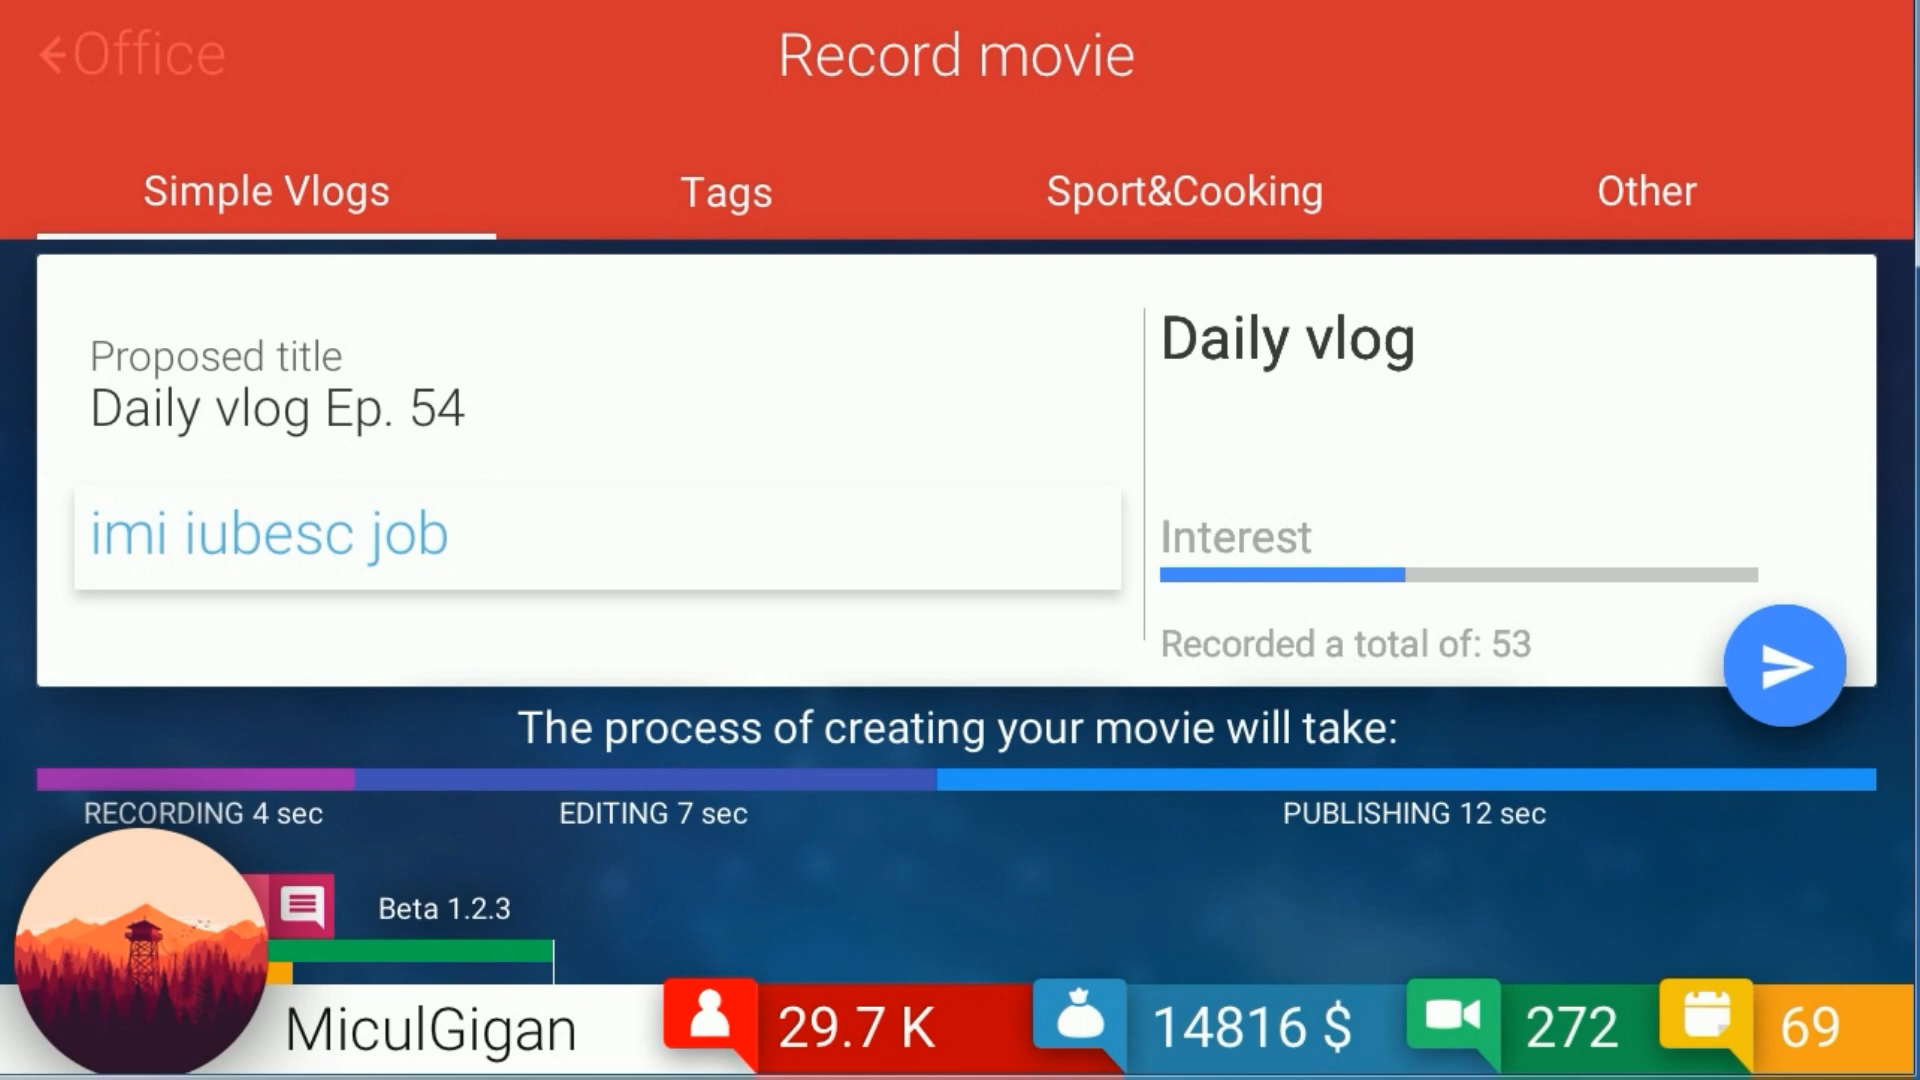 Office
Record movie
Simple Vlogs
Tags
Sport&Cooking
Other
Proposed title
Daily vlog Ep. 54
imi iubesc job
Daily vlog
Interest
Recorded a total of: 53
The process of creating your movie will take:
RECORDING 4 sec
EDITING 7 sec
PUBLISHING 12 sec
Beta 1.2.3
MiculGigan
29.7 K
14816 $
272
69